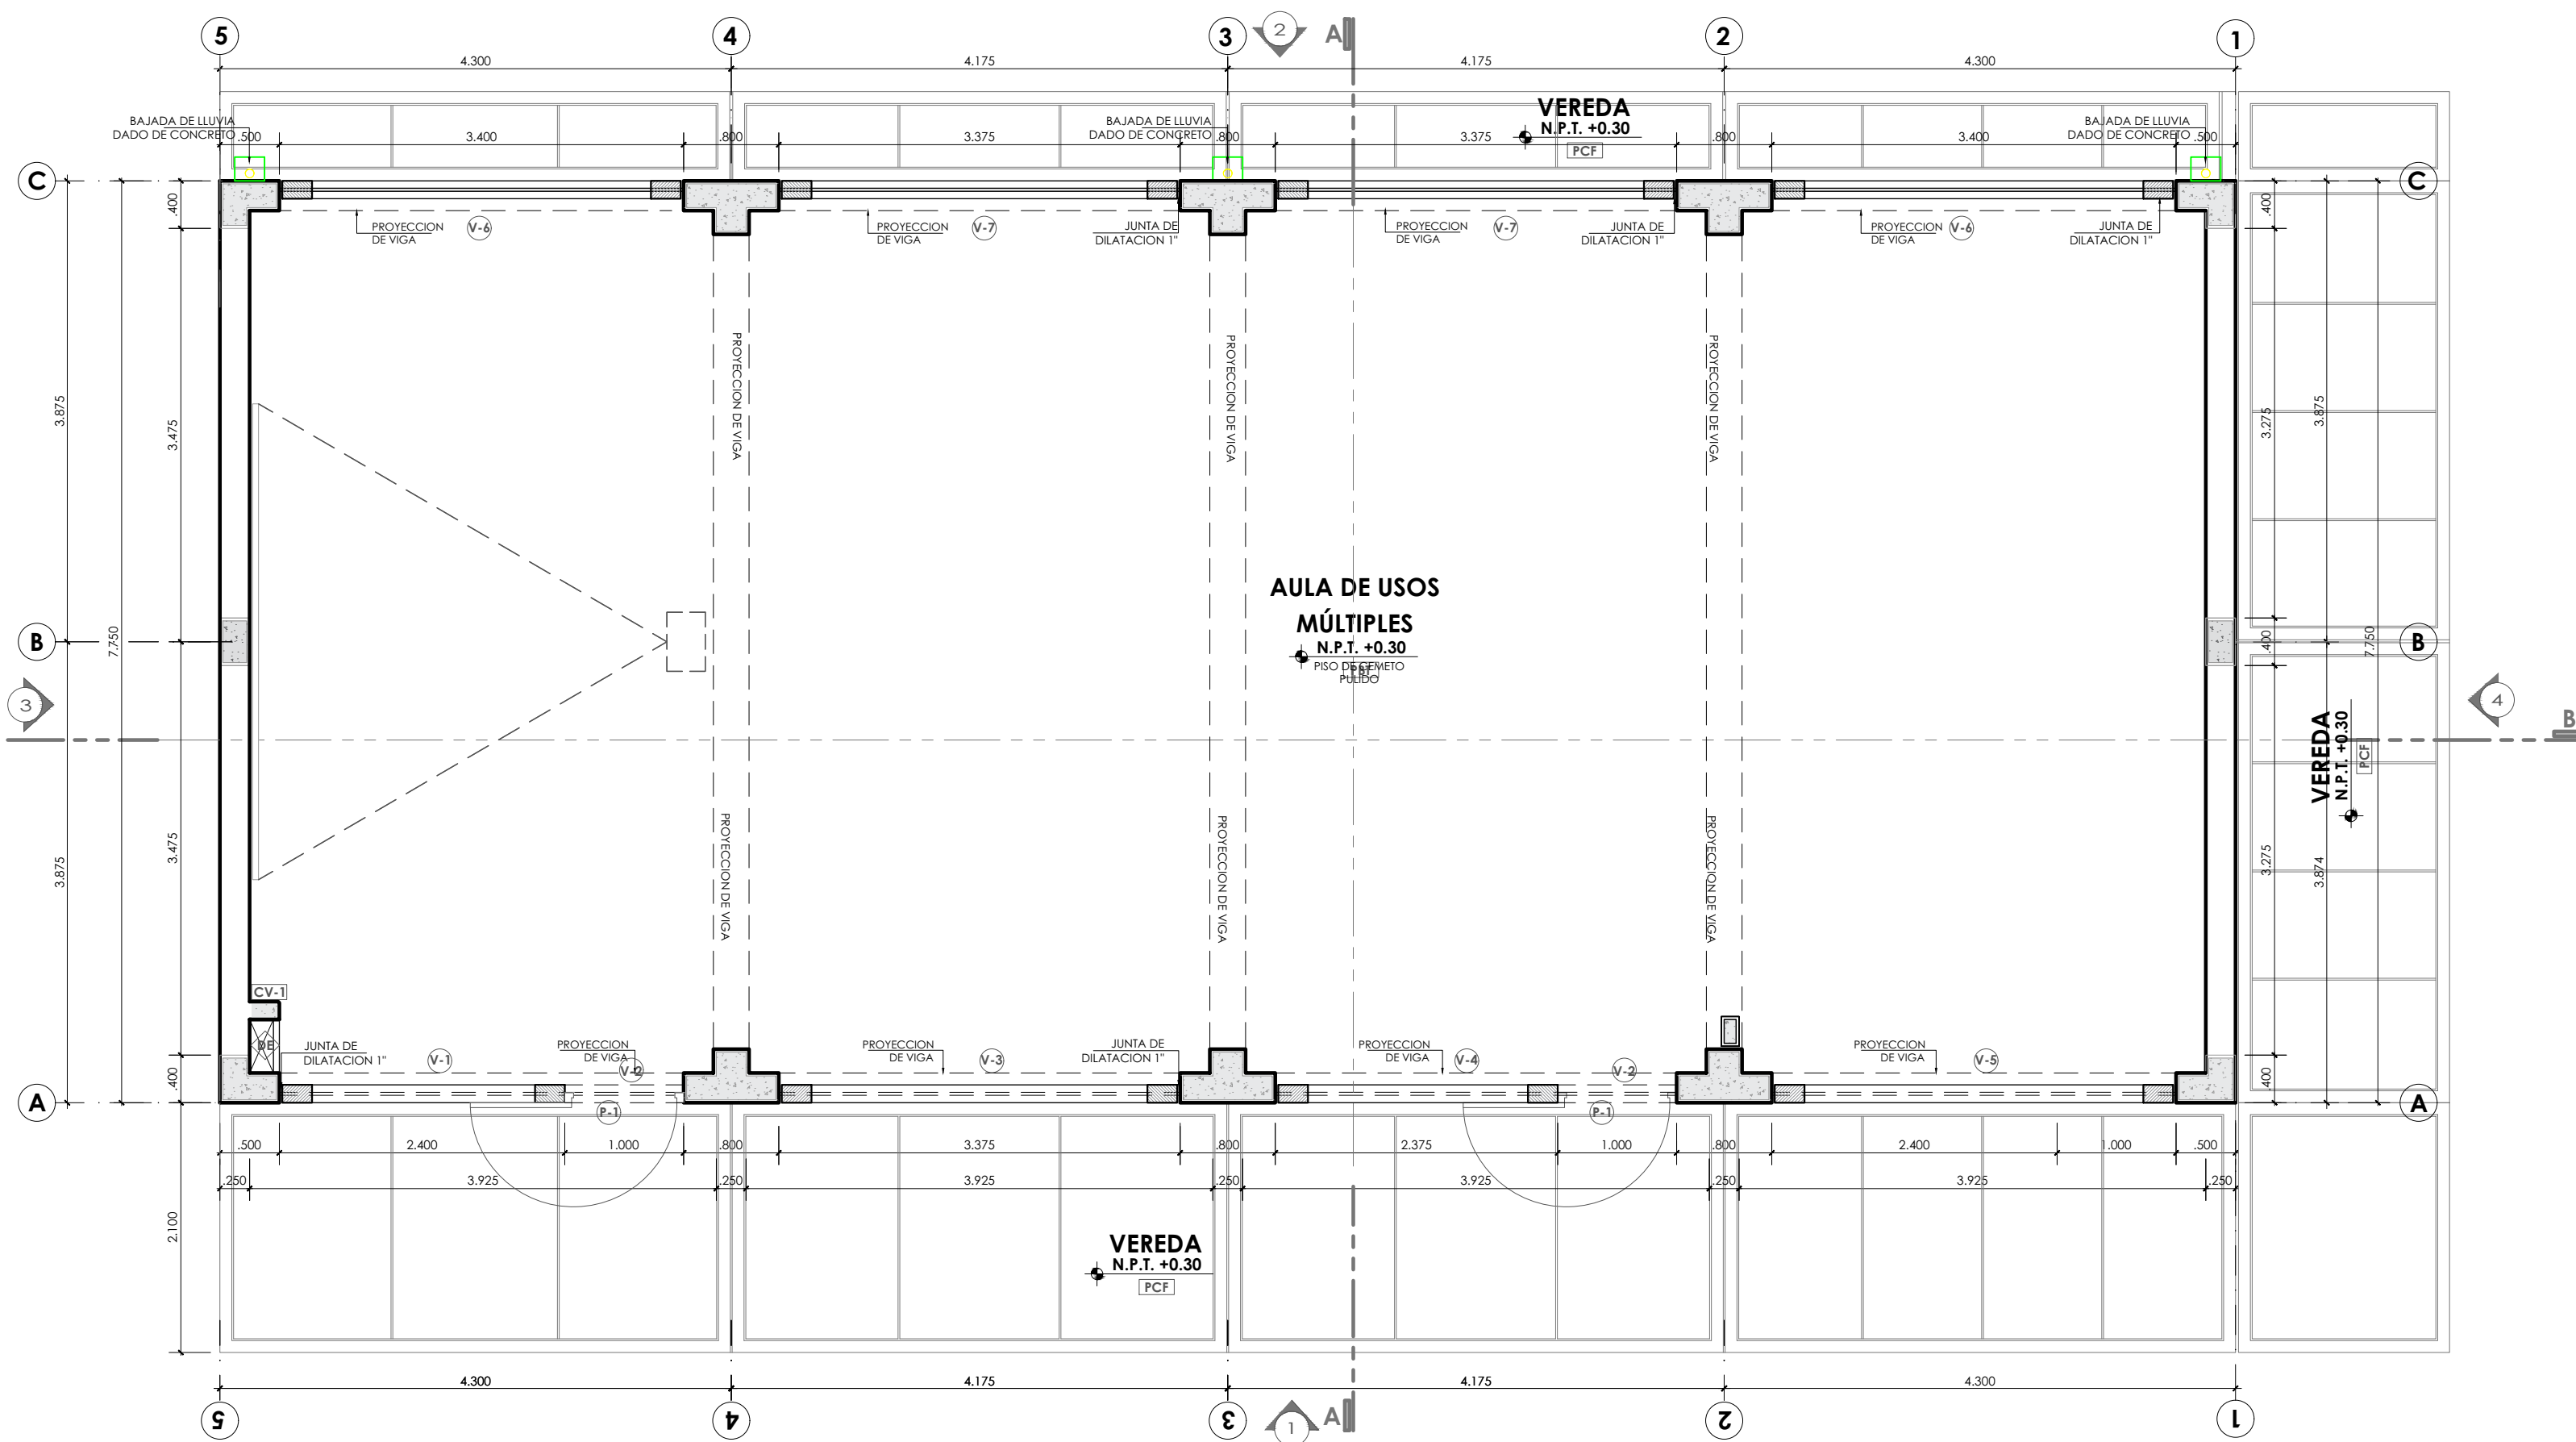 5
4
3
2
A
2
1
4.300
4.175
4.175
4.300
BAJADA DE LLUVIA
DADO DE CONCRETO
BAJADA DE LLUVIA
DADO DE CONCRETO
VEREDA
N.P.T. +0.30
PCF
BAJADA DE LLUVIA
DADO DE CONCRETO
.500
3.400
.800
3.375
.800
3.375
.800
3.400
.500
C
C
.400
.400
PROYECCION
DE VIGA
V-6
PROYECCION
DE VIGA
V-7
JUNTA DE
DILATACION 1"
PROYECCION
DE VIGA
V-7
JUNTA DE
DILATACION 1"
PROYECCION
DE VIGA
V-6
JUNTA DE
DILATACION 1"
PROYECCION DE VIGA
PROYECCION DE VIGA
PROYECCION DE VIGA
3.875
3.475
3.275
3.875
AULA DE USOS
MÚLTIPLES
N.P.T. +0.30
PISO DE CEMETO
PULIDO
B
7.750
.400
7.750
B
3
4
B
VEREDA
N.P.T. +0.30
PCF
3.875
3.475
3.275
3.874
PROYECCION DE VIGA
PROYECCION DE VIGA
PROYECCION DE VIGA
CV-1
DE
JUNTA DE
DILATACION 1"
V-1
PROYECCION
DE VIGA
V-2
PROYECCION
DE VIGA
V-3
JUNTA DE
DILATACION 1"
PROYECCION
DE VIGA
V-4
V-2
PROYECCION
DE VIGA
V-5
.400
.400
A
P-1
P-1
A
.500
2.400
1.000
.800
3.375
.800
2.375
1.000
.800
2.400
1.000
.500
.250
3.925
.250
3.925
.250
3.925
.250
3.925
.250
2.100
VEREDA
N.P.T. +0.30
PCF
4.300
4.175
4.175
4.300
5
4
3
1
A
2
1